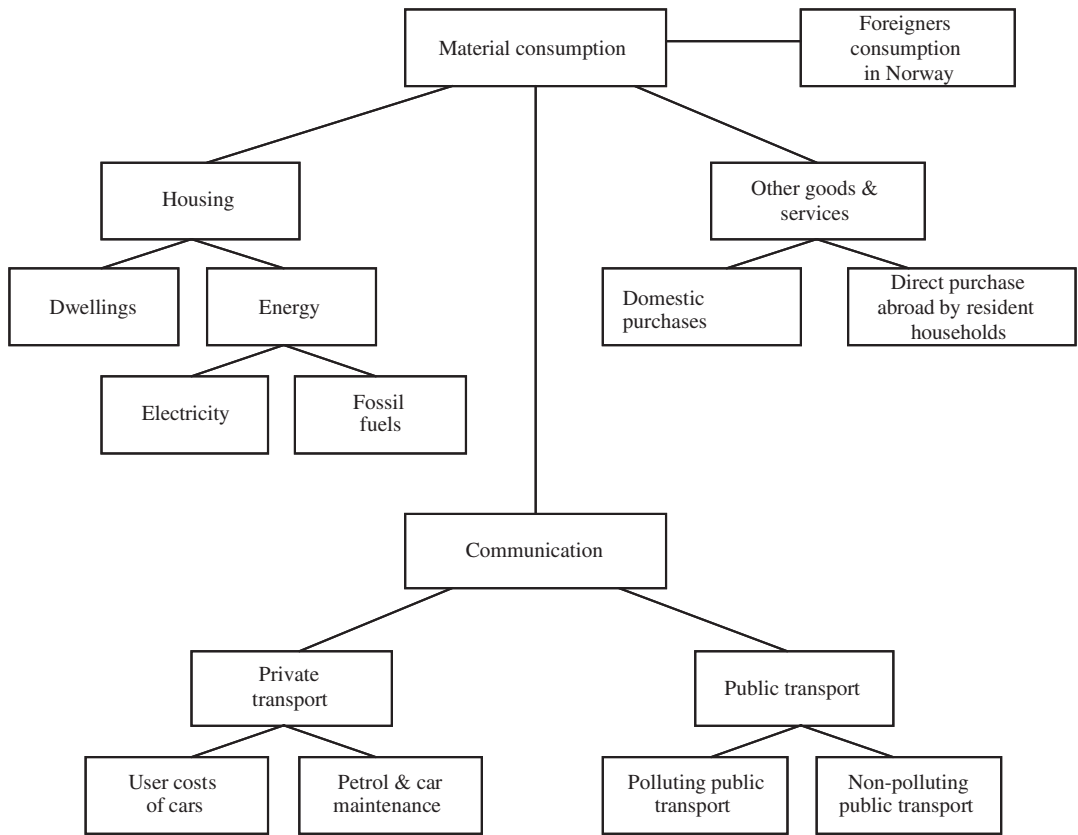 Material consumption
Foreigners
consumption
in Norway
Housing
Other goods &
services
Dwellings
Energy
Domestic
purchases
Direct purchase
abroad by resident
households
Electricity
Fossil
fuels
Communication
Private
transport
Public transport
User costs
of cars
Petrol & car
maintenance
Polluting public
transport
Non-polluting
public transport